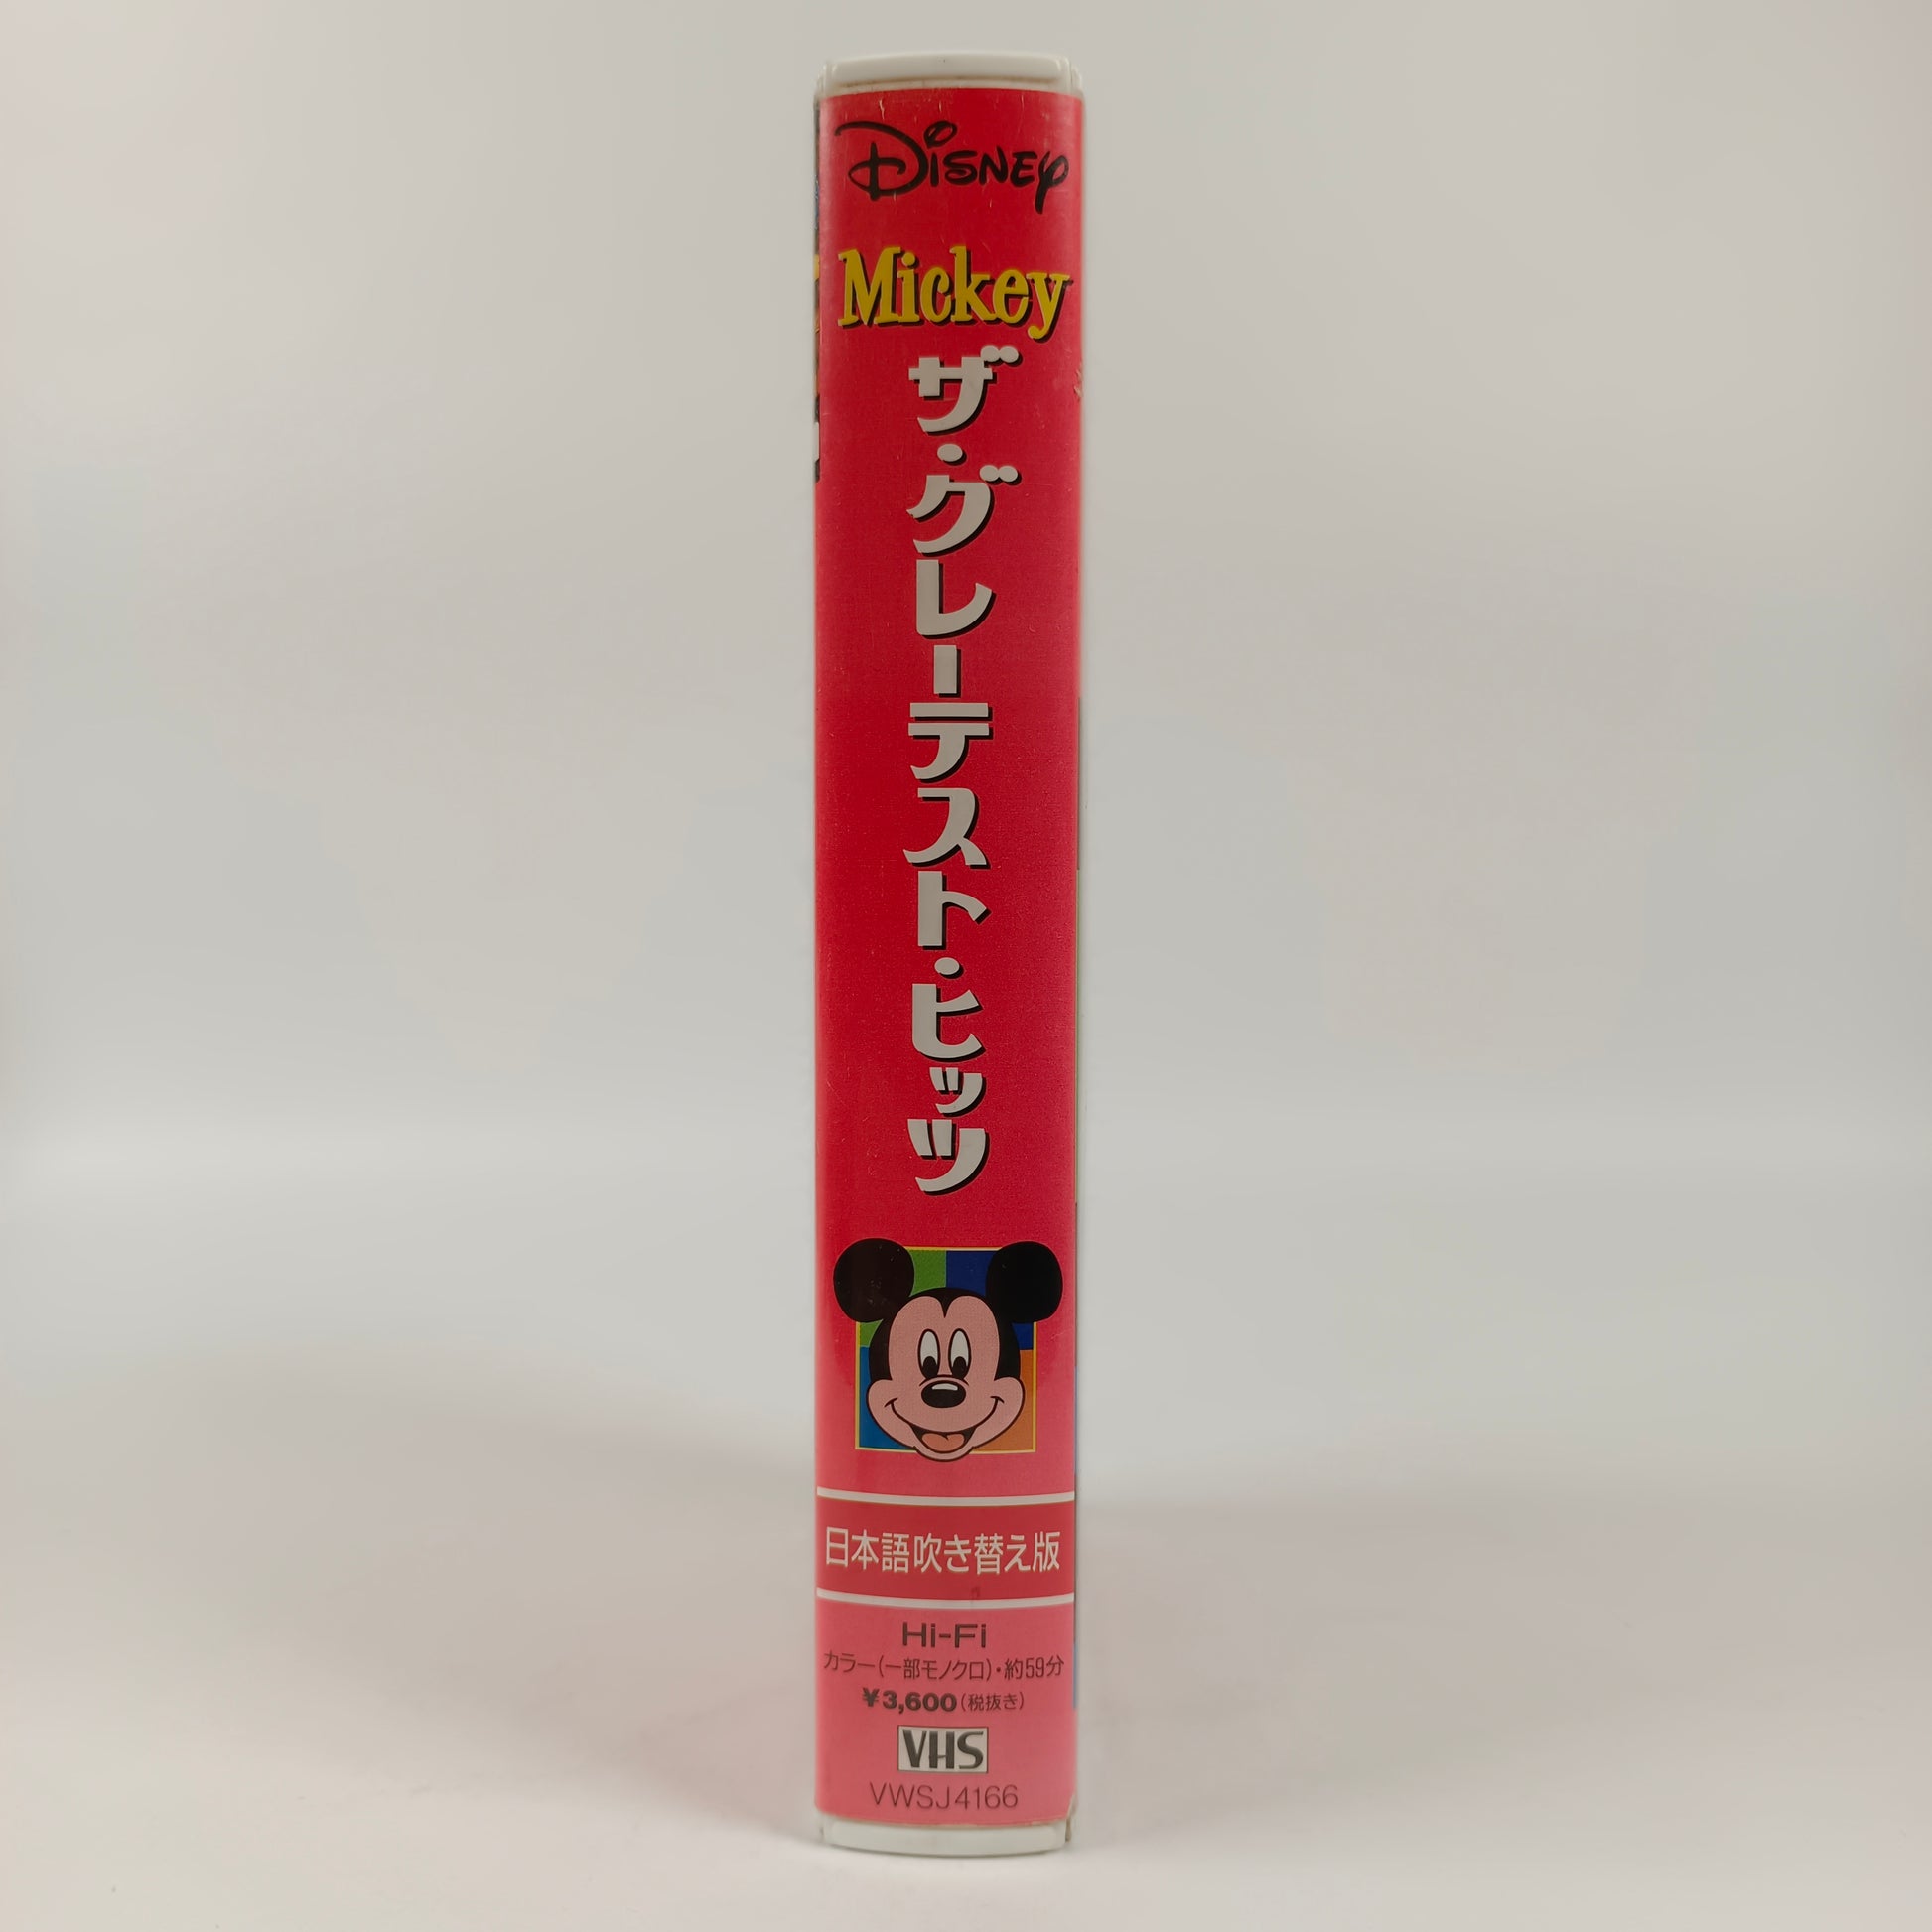 Disney
Mickey
ザ・グレーテスト・ヒッツ
日本語吹き替え版
Hi-Fi
カラー(一部モノクロ)・約59分
¥3,600(税抜き)
VHS
VWSJ4166